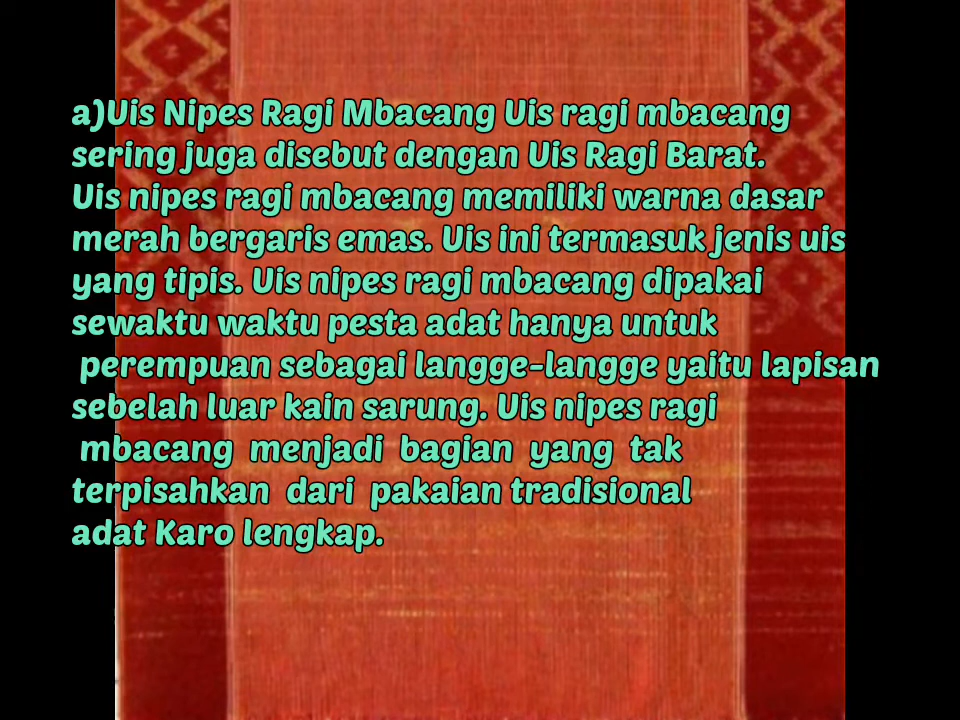 a)Uis Nipes Ragi Mbacang Uis ragi mbacang
sering juga disebut dengan Uis Ragi Barat.
Uis nipes ragi mbacang memiliki warna dasar
merah bergaris emas. Uis ini termasuk jenis uis
yang tipis. Uis nipes ragi mbacang dipakai
sewaktu waktu pesta adat hanya untuk
perempuan sebagai langge-langge yaitu lapisan
sebelah luar kain sarung. Uis nipes ragi
mbacang menjadi bagian yang tak
terpisahkan dari pakaian tradisional
adat Karo lengkap.